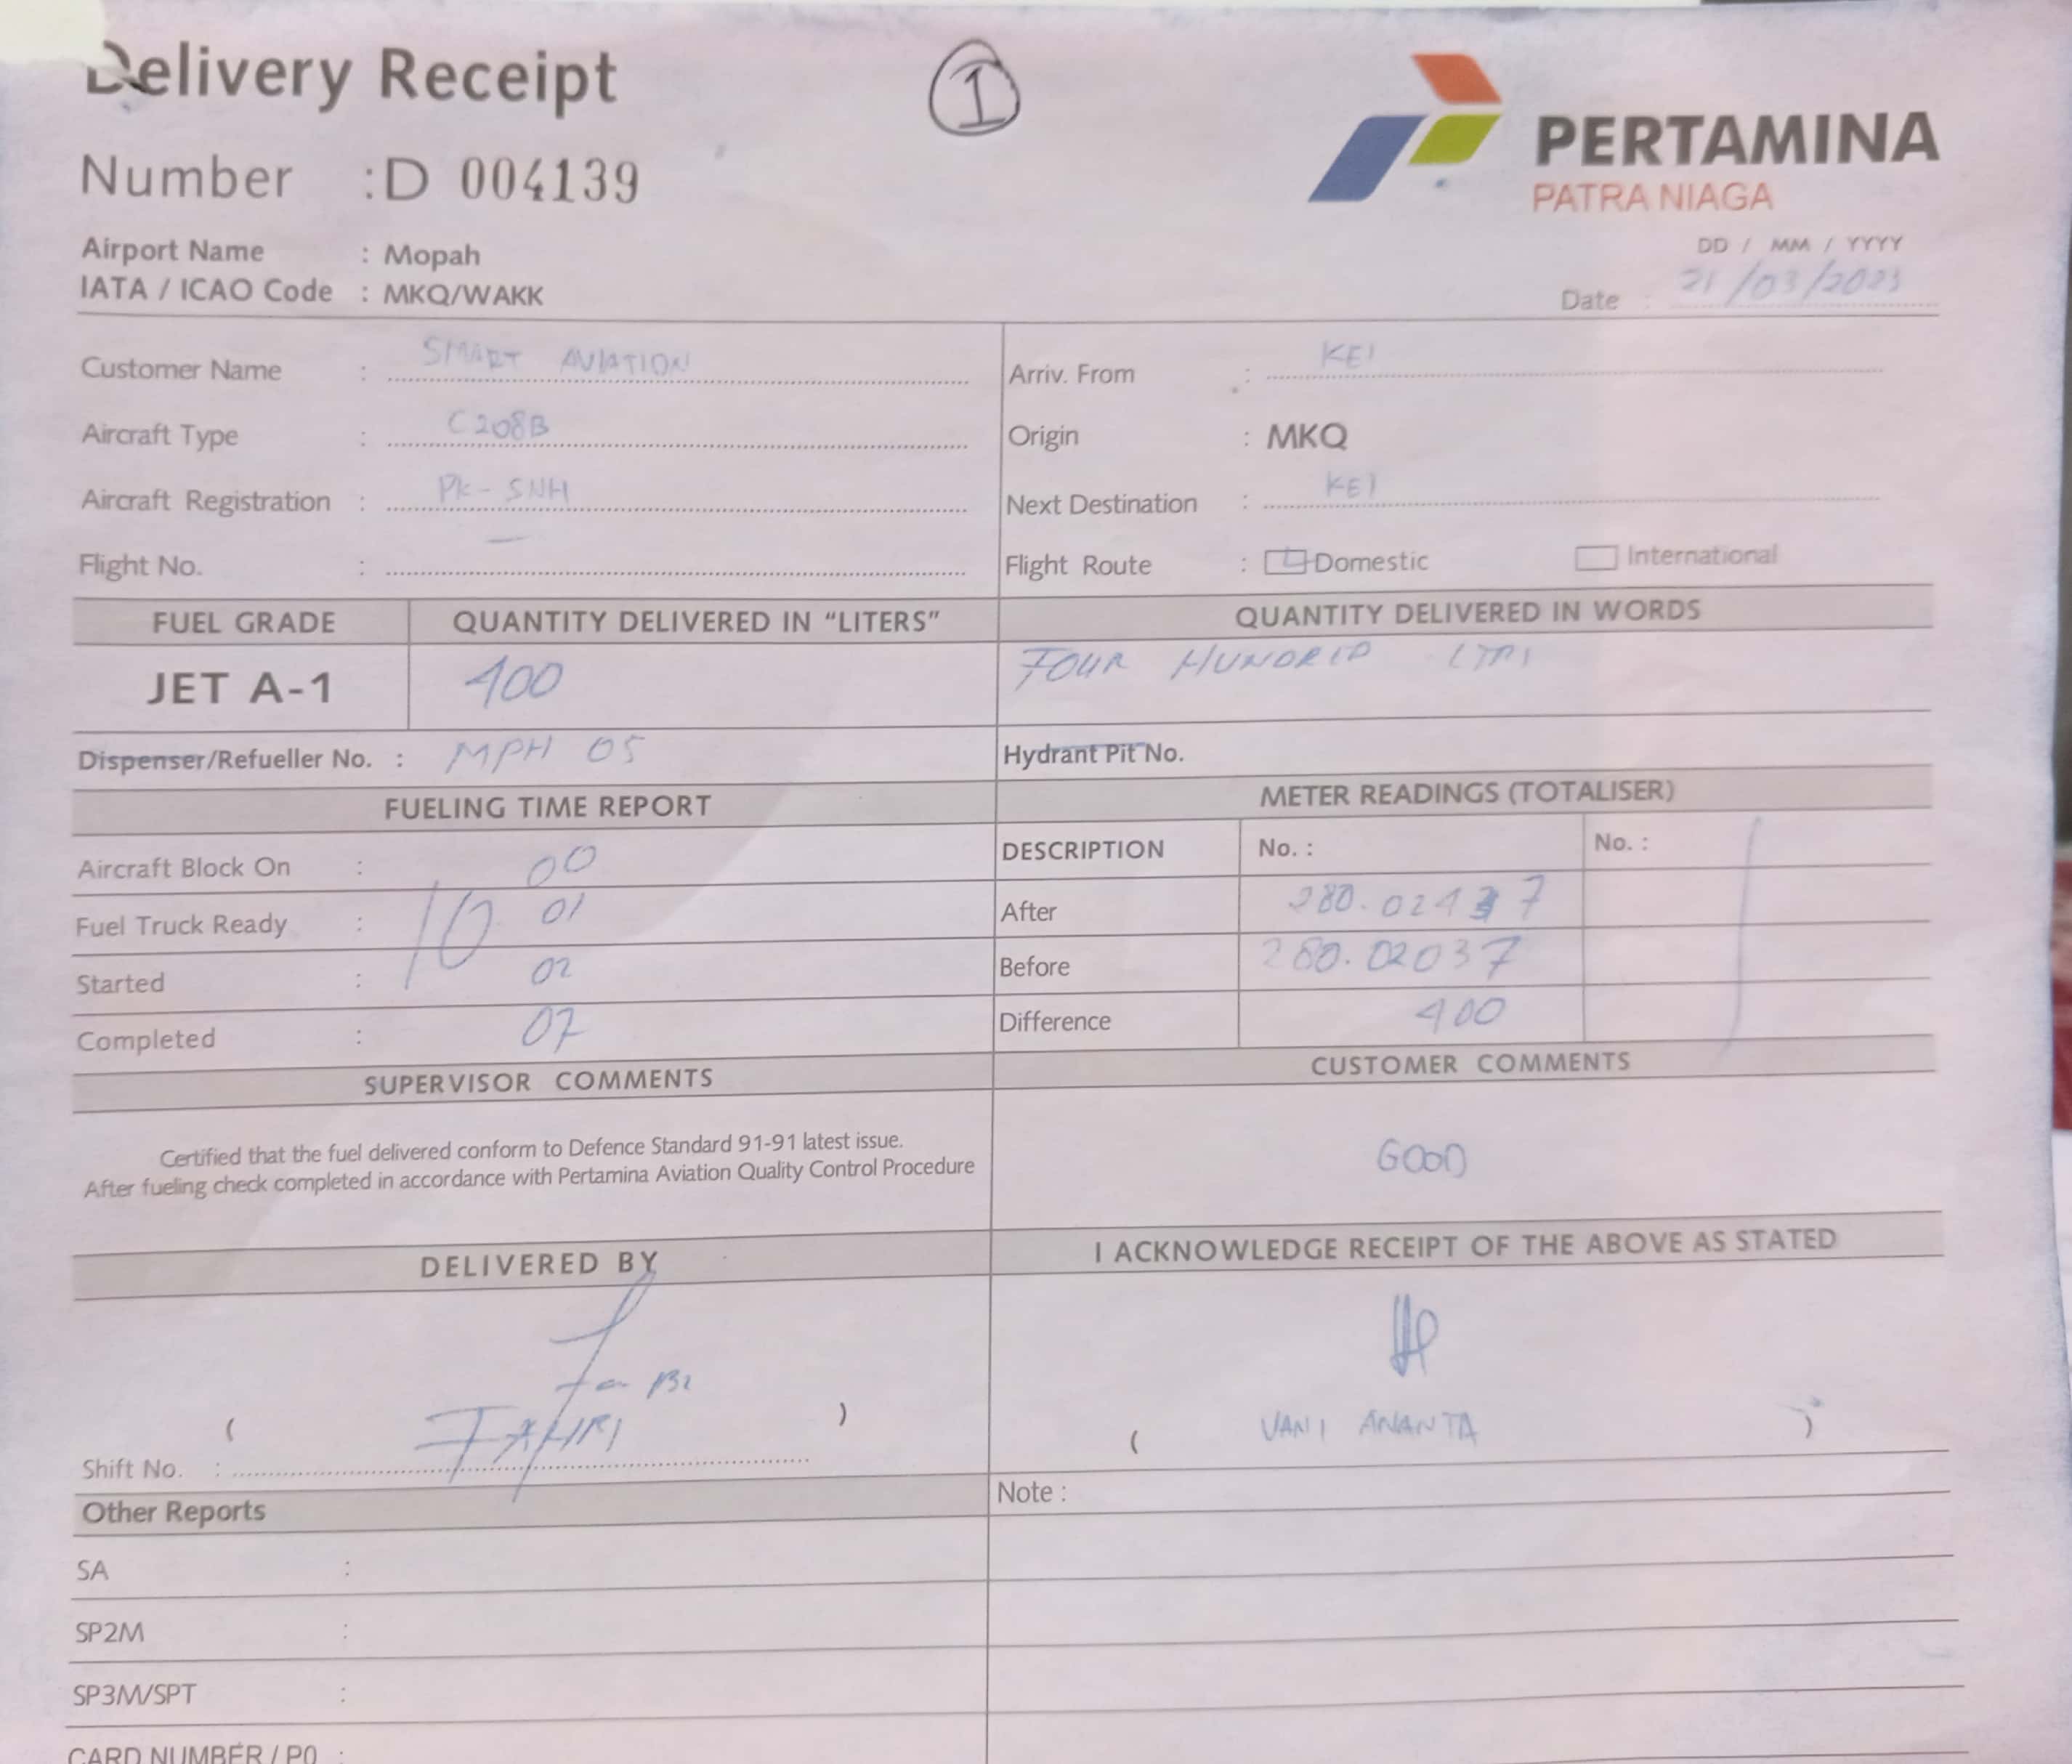 Delivery Receipt
1
PERTAMINA
PATRA NIAGA
Number : D 004139
Airport Name : Mopah
IATA / ICAO Code : MKQ/WAKK
DD / MM / YYYY
Date : 21/03/2023
Customer Name : SMART AVIATION
Arriv. From : KEI
Aircraft Type : C208B
Origin : MKQ
Aircraft Registration : PK-SNH
Next Destination : KEI
Flight No. : —
Flight Route : Domestic International
FUEL GRADE QUANTITY DELIVERED IN “LITERS” QUANTITY DELIVERED IN WORDS
JET A-1 400 FOUR HUNDRED LTRS
Dispenser/Refueller No. : MPH 05
Hydrant Pit No.
FUELING TIME REPORT
METER READINGS (TOTALISER)
DESCRIPTION No. : No. :
Aircraft Block On : 00
Fuel Truck Ready : 10 01
Started : 02
Completed : 07
After 280.02437
Before 280.02037
Difference 400
SUPERVISOR COMMENTS
Certified that the fuel delivered conform to Defence Standard 91-91 latest issue.
After fueling check completed in accordance with Pertamina Aviation Quality Control Procedure
CUSTOMER COMMENTS
GOOD
DELIVERED BY
( FAHRI )
Shift No. :
I ACKNOWLEDGE RECEIPT OF THE ABOVE AS STATED
( VANI ANANTA )
Other Reports
Note :
SA :
SP2M :
SP3M/SPT :
CARD NUMBER / PO :